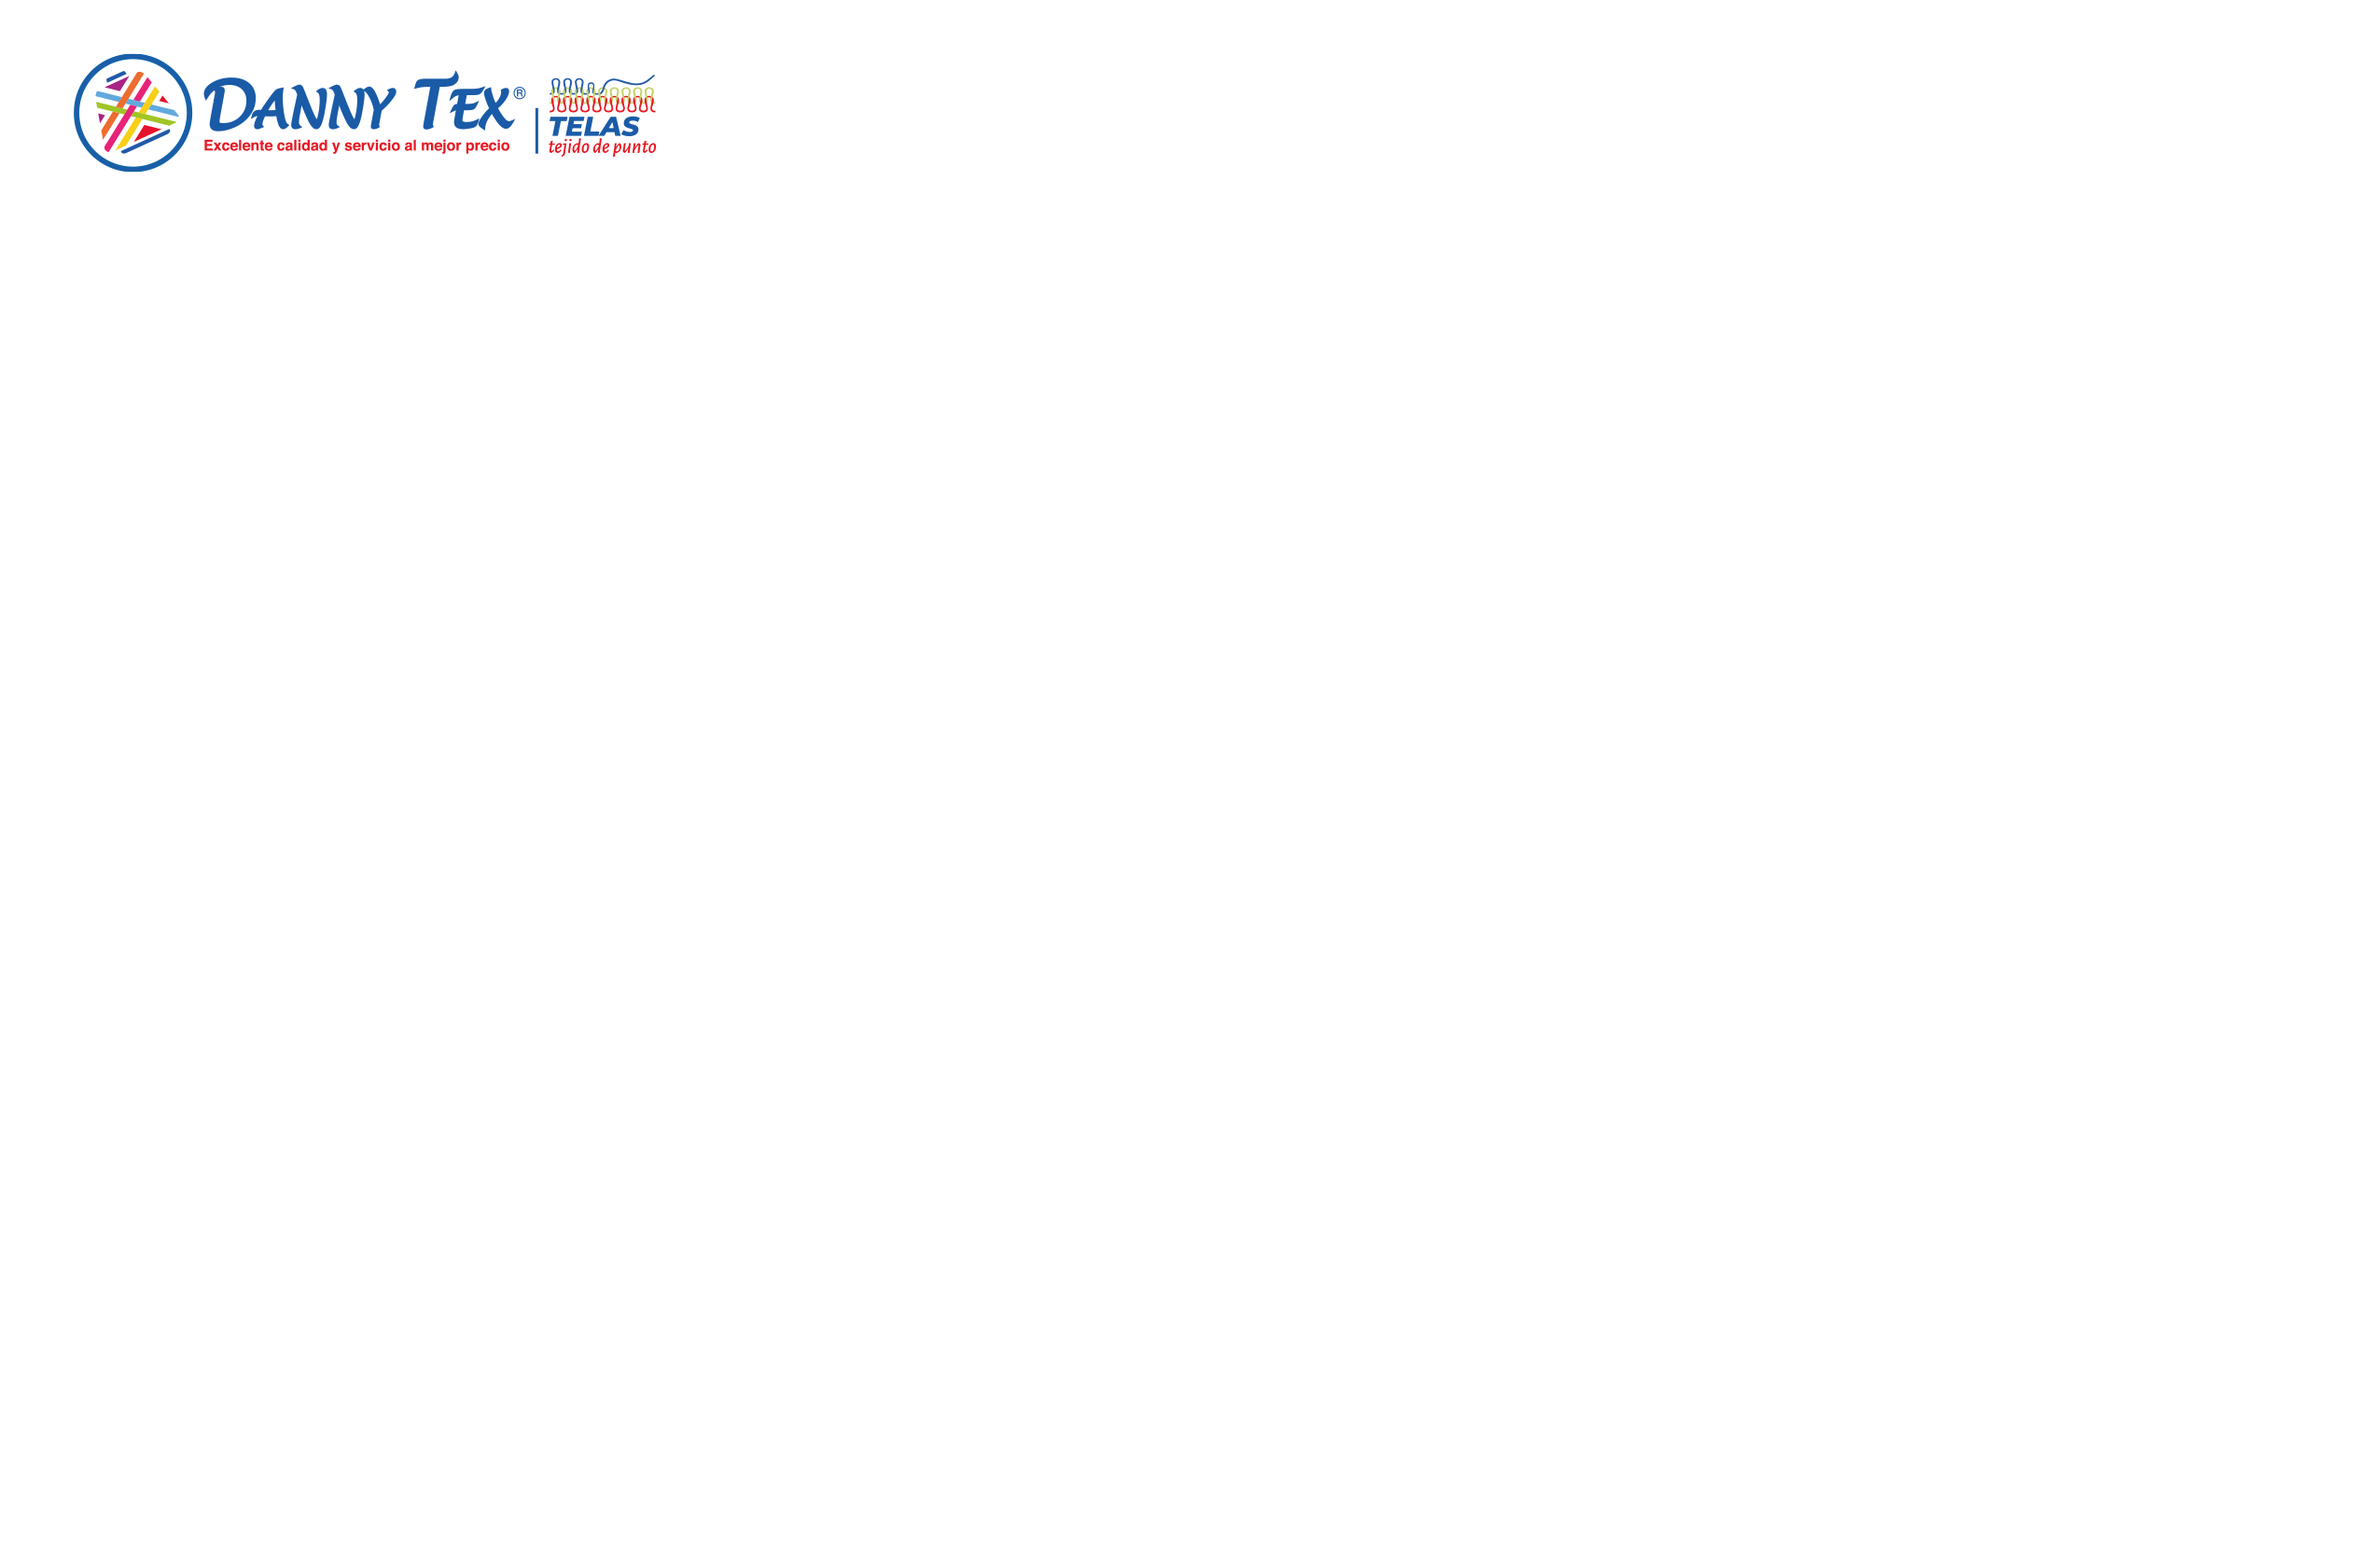 DANNY TEX®
Excelente calidad y servicio al mejor precio
TELAS
tejido de punto